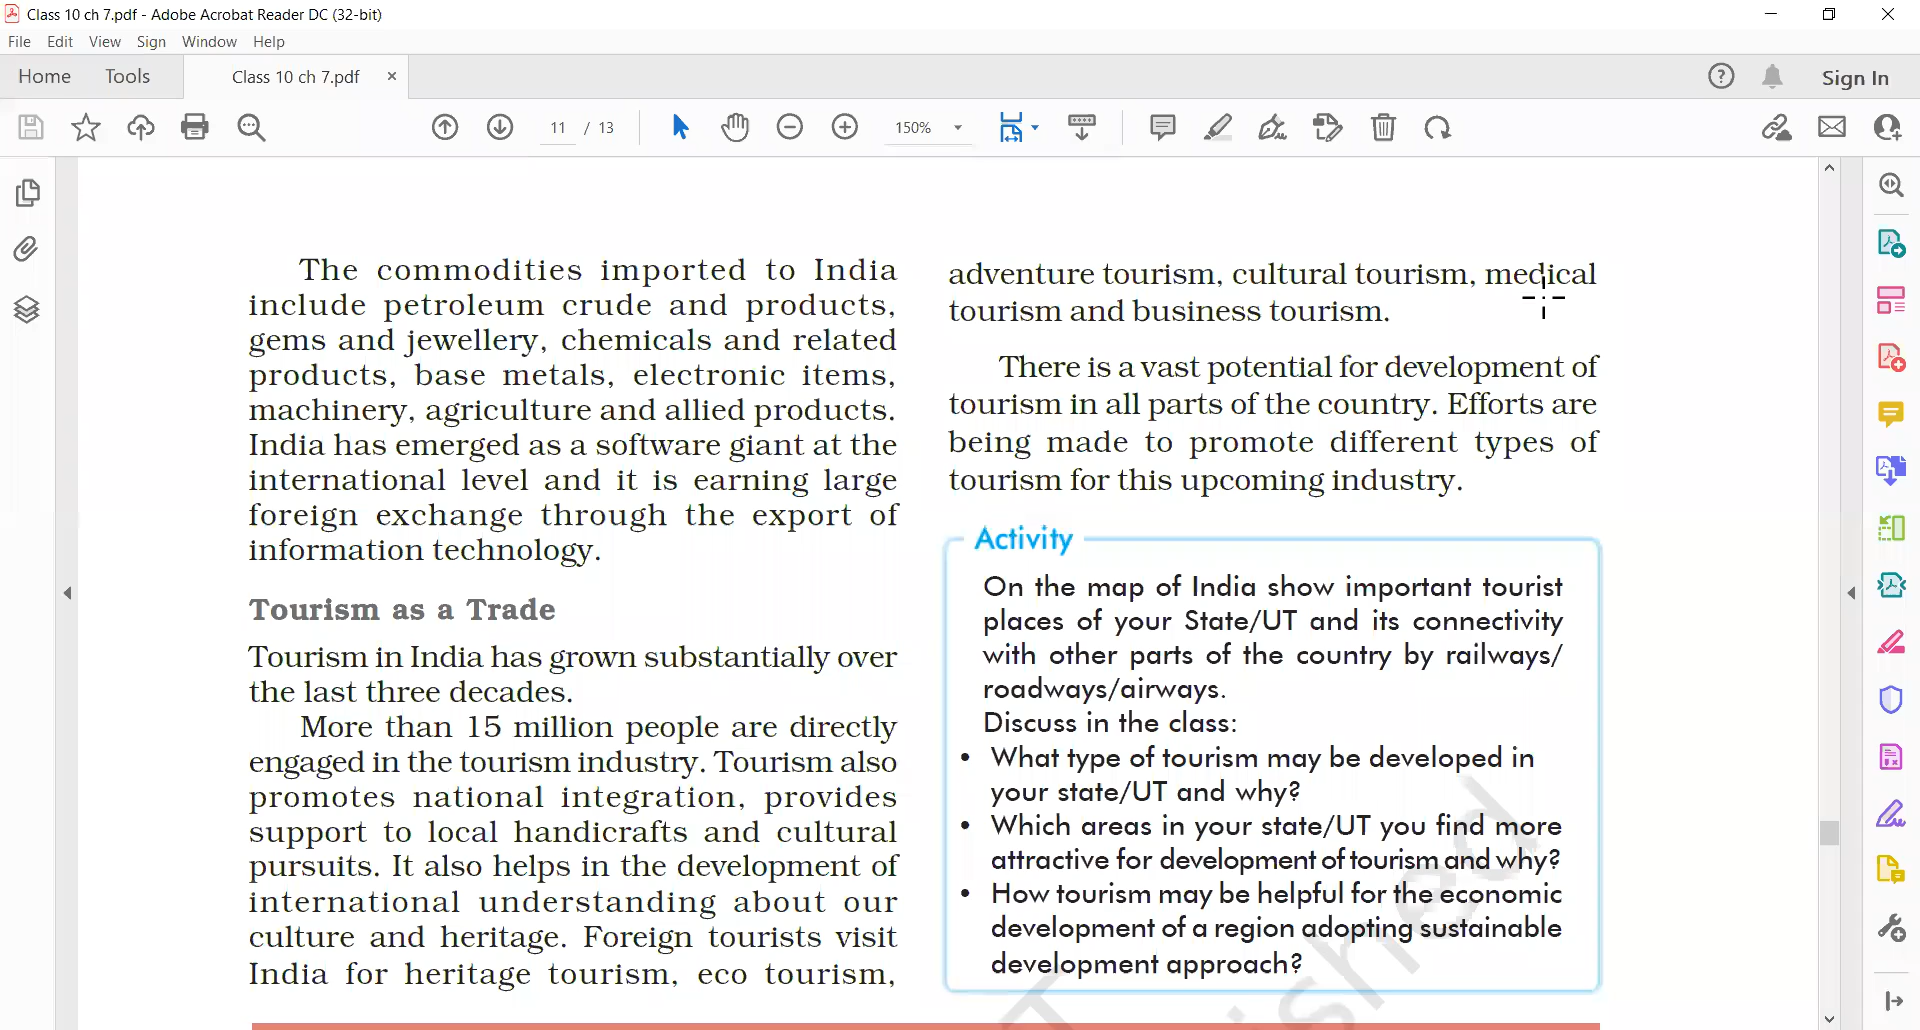 Class 10 ch 7.pdf - Adobe Acrobat Reader DC (32-bit)
File Edit View Sign Window Help
Home Tools Class 10 ch 7.pdf × Sign In
11 / 13 150%
The commodities imported to India
include petroleum crude and products,
gems and jewellery, chemicals and related
products, base metals, electronic items,
machinery, agriculture and allied products.
India has emerged as a software giant at the
international level and it is earning large
foreign exchange through the export of
information technology.
Tourism as a Trade
Tourism in India has grown substantially over
the last three decades.
More than 15 million people are directly
engaged in the tourism industry. Tourism also
promotes national integration, provides
support to local handicrafts and cultural
pursuits. It also helps in the development of
international understanding about our
culture and heritage. Foreign tourists visit
India for heritage tourism, eco tourism,
adventure tourism, cultural tourism, medical
tourism and business tourism.
There is a vast potential for development of
tourism in all parts of the country. Efforts are
being made to promote different types of
tourism for this upcoming industry.
Activity
On the map of India show important tourist
places of your State/UT and its connectivity
with other parts of the country by railways/
roadways/airways.
Discuss in the class:
• What type of tourism may be developed in
your state/UT and why?
• Which areas in your state/UT you find more
attractive for development of tourism and why?
• How tourism may be helpful for the economic
development of a region adopting sustainable
development approach?